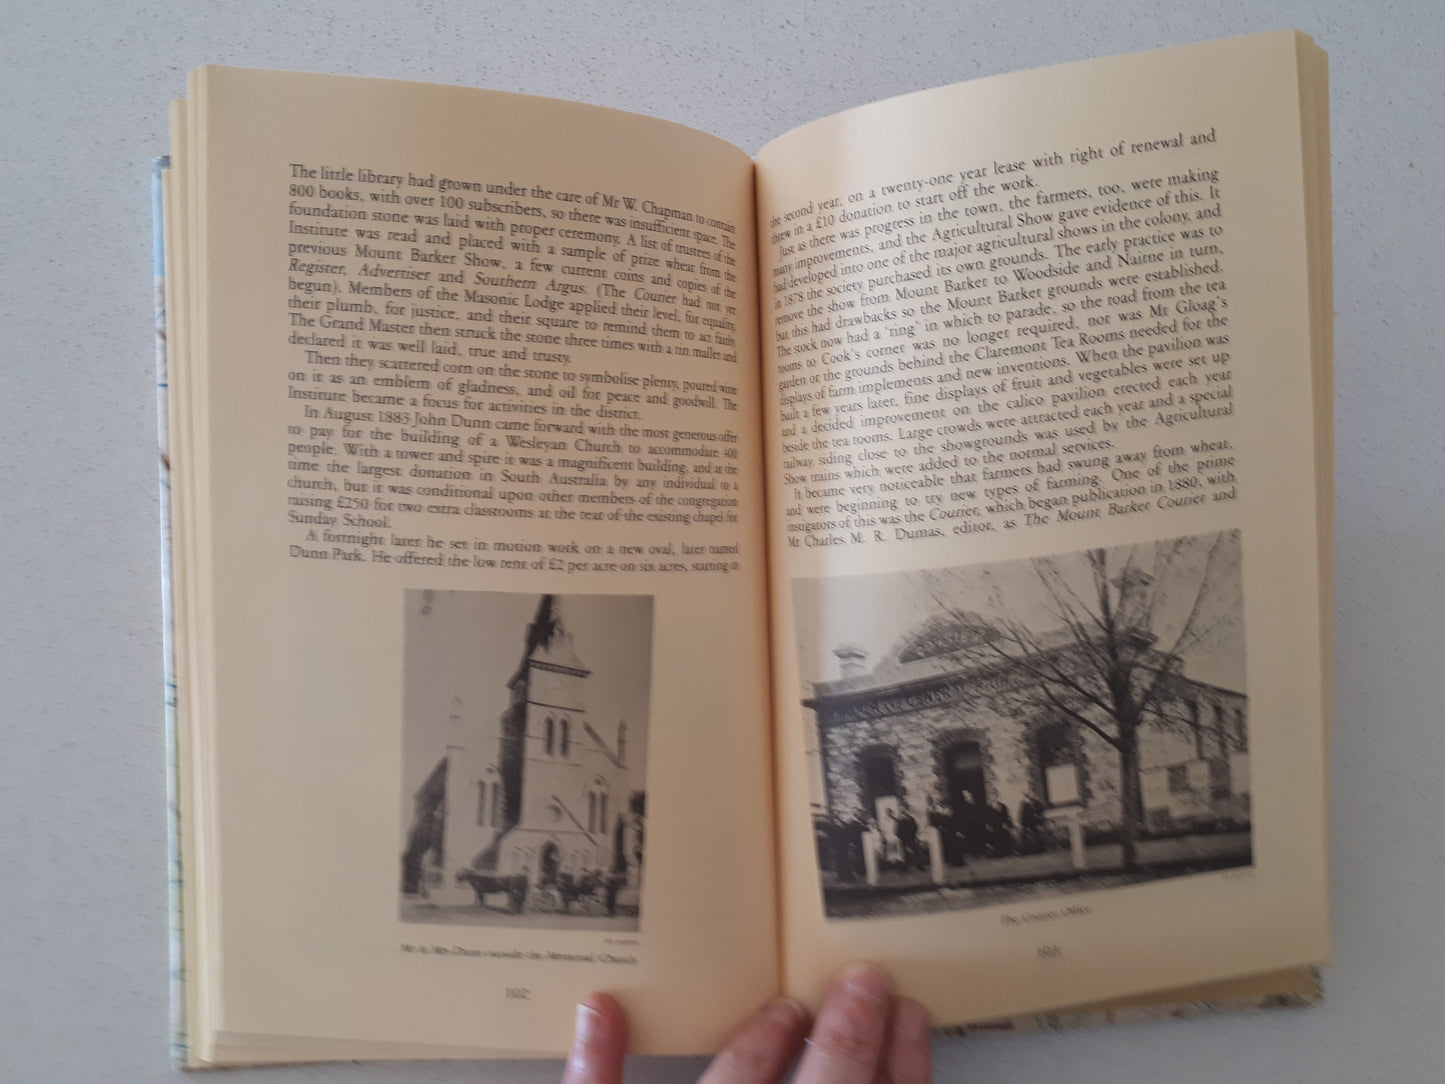 The little library had grown under the care of Mr W. Chapman to contain
800 books, with over 100 subscribers, so there was insufficient space. The
foundation stone was laid with proper ceremony. A list of trustees of the
Institute was read and placed with a sample of prize wheat from the
previous Mount Barker Show, a few current coins and copies of the
Register, Advertiser and Southern Argus. (The Courier had not yet
begun). Members of the Masonic Lodge applied their level, for equality,
their plumb, for justice, and their square to remind them to act fairly.
The Grand Master then struck the stone three times with a tin mallet and
declared it was well laid, true and trusty.
Then they scattered corn on the stone to symbolise plenty, poured wine
on it as an emblem of gladness, and oil for peace and goodwill. The
Institute became a focus for activities in the district.
In August 1883 John Dunn came forward with the most generous offer
to pay for the building of a Wesleyan Church to accommodate 400
people. With a tower and spire it was a magnificent building, and at the
time the largest donation in South Australia by any individual to a
church, but it was conditional upon other members of the congregation
raising £250 for two extra classrooms at the rear of the existing chapel for
Sunday School.
A fortnight later he set in motion work on a new oval, later named
Dunn Park. He offered the low rent of £2 per acre on six acres, starting in
Mr & Mrs Dunn outside the Memorial Church
102
the second year, on a twenty-one year lease with right of renewal and
threw in a £10 donation to start off the work.
Just as there was progress in the town, the farmers, too, were making
many improvements, and the Agricultural Show gave evidence of this. It
had developed into one of the major agricultural shows in the colony, and
in 1878 the society purchased its own grounds. The early practice was to
remove the show from Mount Barker to Woodside and Nairne in turn,
but this had drawbacks so the Mount Barker grounds were established.
The stock now had a 'ring' in which to parade, so the road from the tea
rooms to Cook's corner was no longer required, nor was Mr Gloag's
garden or the grounds behind the Claremont Tea Rooms needed for the
displays of farm implements and new inventions. When the pavilion was
built a few years later, fine displays of fruit and vegetables were set up
and a decided improvement on the calico pavilion erected each year
beside the tea rooms. Large crowds were attracted each year and a special
railway siding close to the showgrounds was used by the Agricultural
Show trains which were added to the normal services.
It became very noticeable that farmers had swung away from wheat,
and were beginning to try new types of farming. One of the prime
instigators of this was the Courier, which began publication in 1880, with
Mr Charles M. R. Dumas, editor, as The Mount Barker Courier and
The Courier Office
103